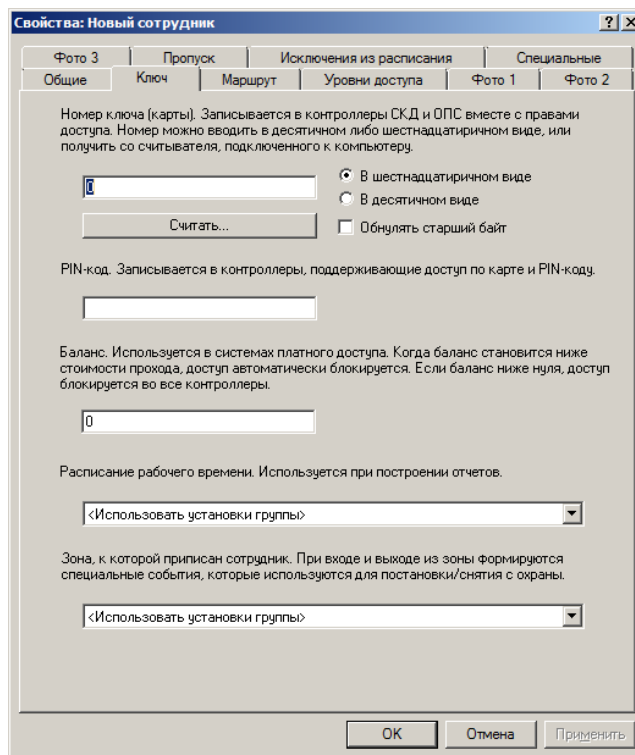 Свойства: Новый сотрудник
Фото 3 Пропуск Исключения из расписания Специальные
Общие Ключ Маршрут Уровни доступа Фото 1 Фото 2
Номер ключа (карты). Записывается в контроллеры СКД и ОПС вместе с правами
доступа. Номер можно вводить в десятичном либо шестнадцатиричном виде, или
получить со считывателя, подключенного к компьютеру.
0
В шестнадцатиричном виде
В десятичном виде
Считать...
Обнулять старший байт
PIN-код. Записывается в контроллеры, поддерживающие доступ по карте и PIN-коду.
Баланс. Используется в системах платного доступа. Когда баланс становится ниже
стоимости прохода, доступ автоматически блокируется. Если баланс ниже нуля, доступ
блокируется во все контроллеры.
0
Расписание рабочего времени. Используется при построении отчетов.
<Использовать установки группы>
Зона, к которой приписан сотрудник. При входе и выходе из зоны формируются
специальные события, которые используются для постановки/снятия с охраны.
<Использовать установки группы>
OK Отмена Применить